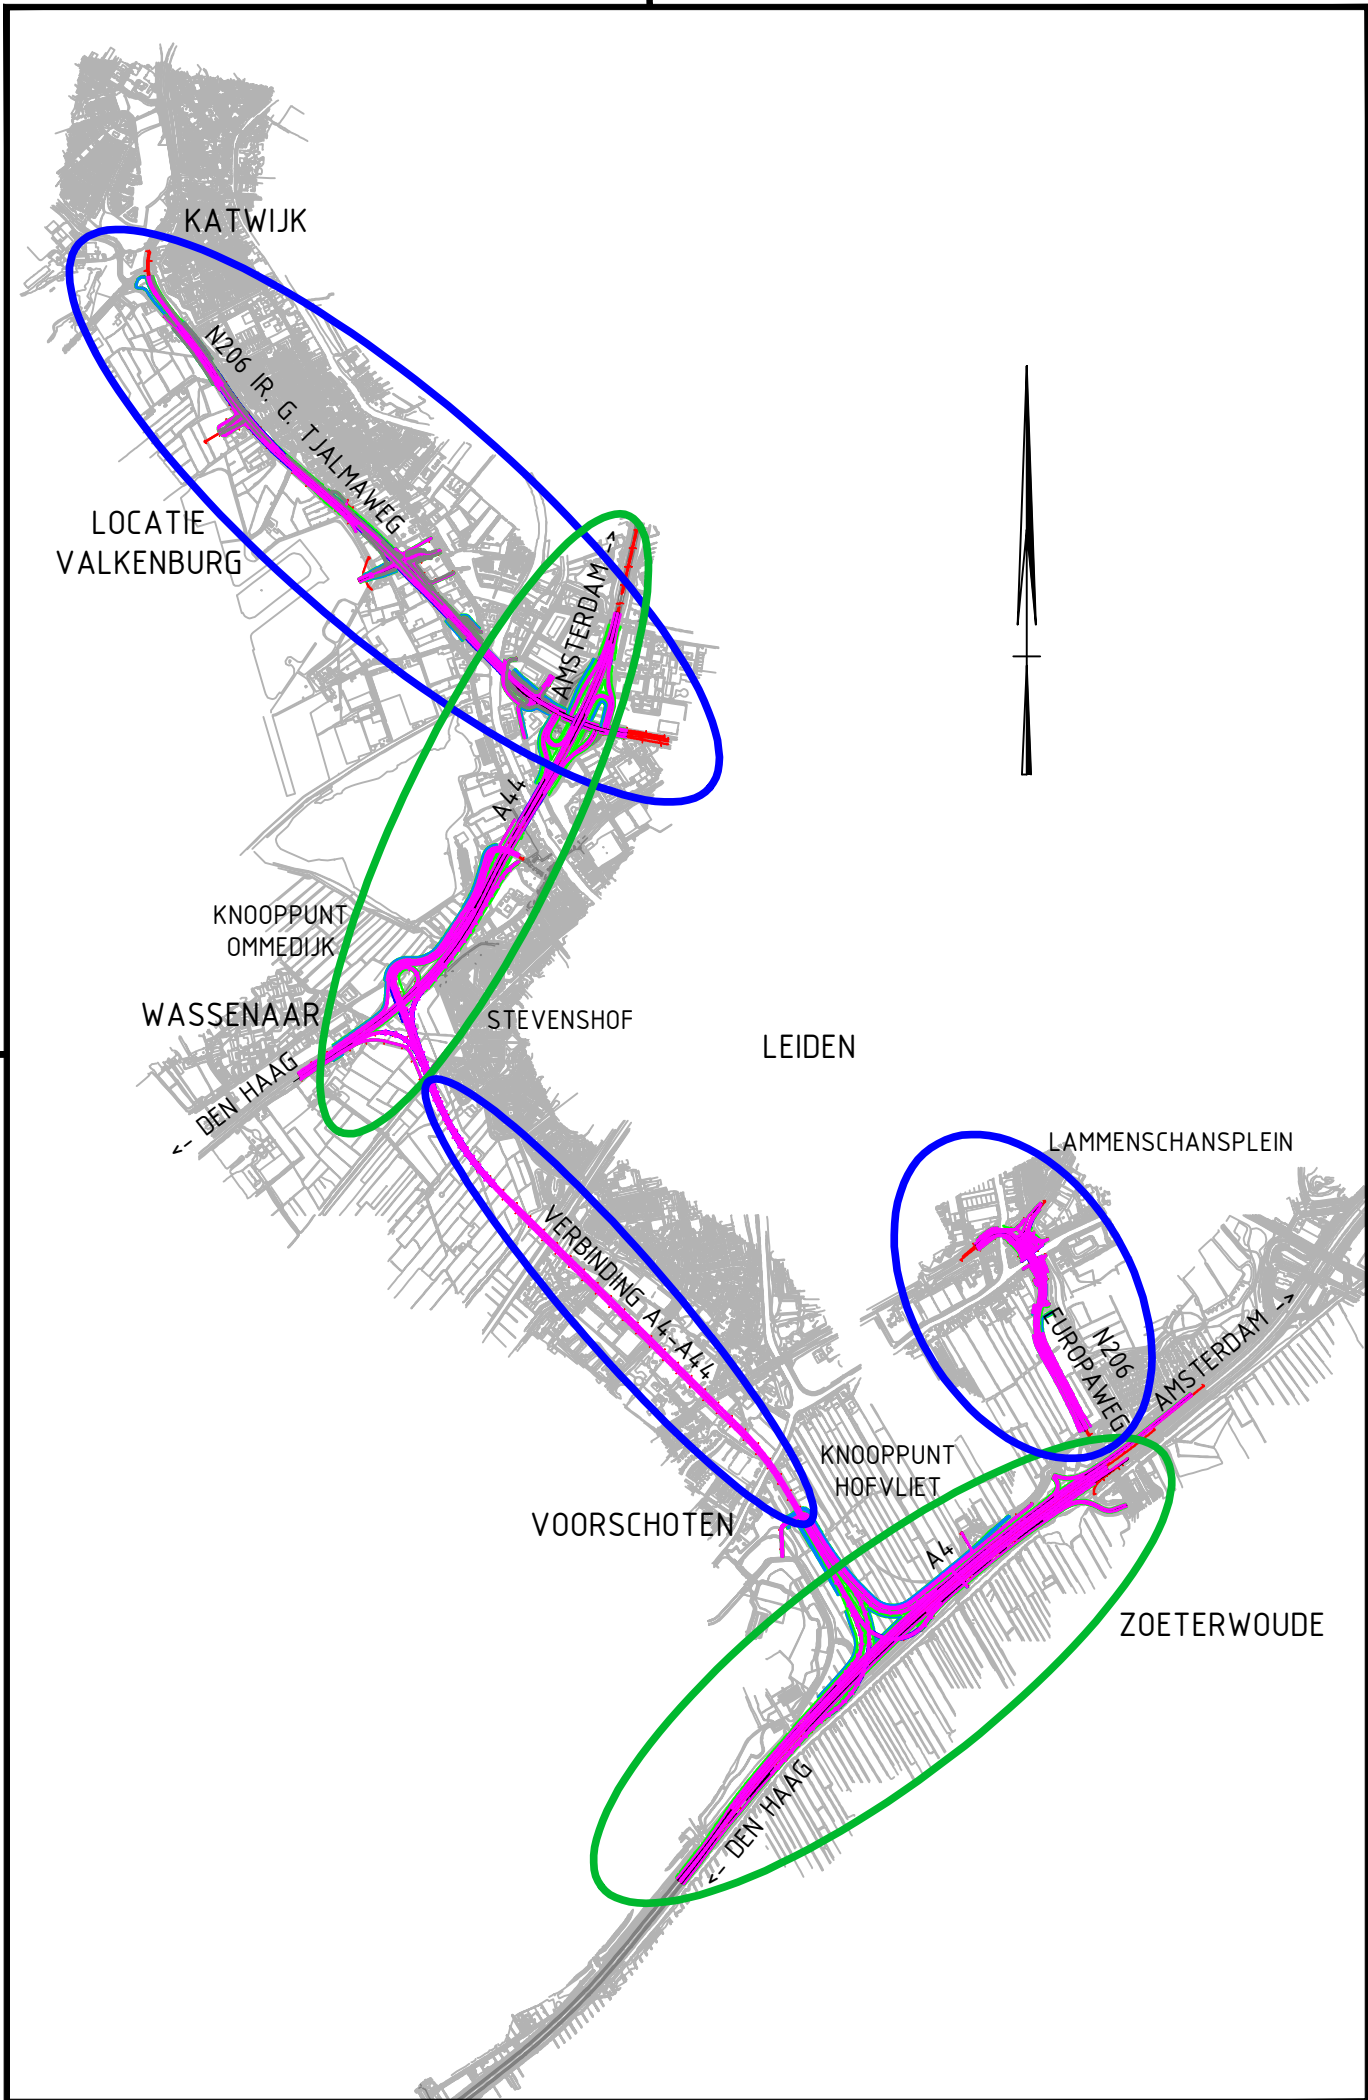 KATWIJK
N206 IR. G. TJALMAWEG
LOCATIE
VALKENBURG
AMSTERDAM ->
A44
KNOOPPUNT
OMMEDIJK
WASSENAAR
STEVENSHOF
LEIDEN
<- DEN HAAG
LAMMENSCHANSPLEIN
VERBINDING A4-A44
N206
EUROPAWEG
AMSTERDAM ->
KNOOPPUNT
HOFVLIET
VOORSCHOTEN
A4
ZOETERWOUDE
<- DEN HAAG